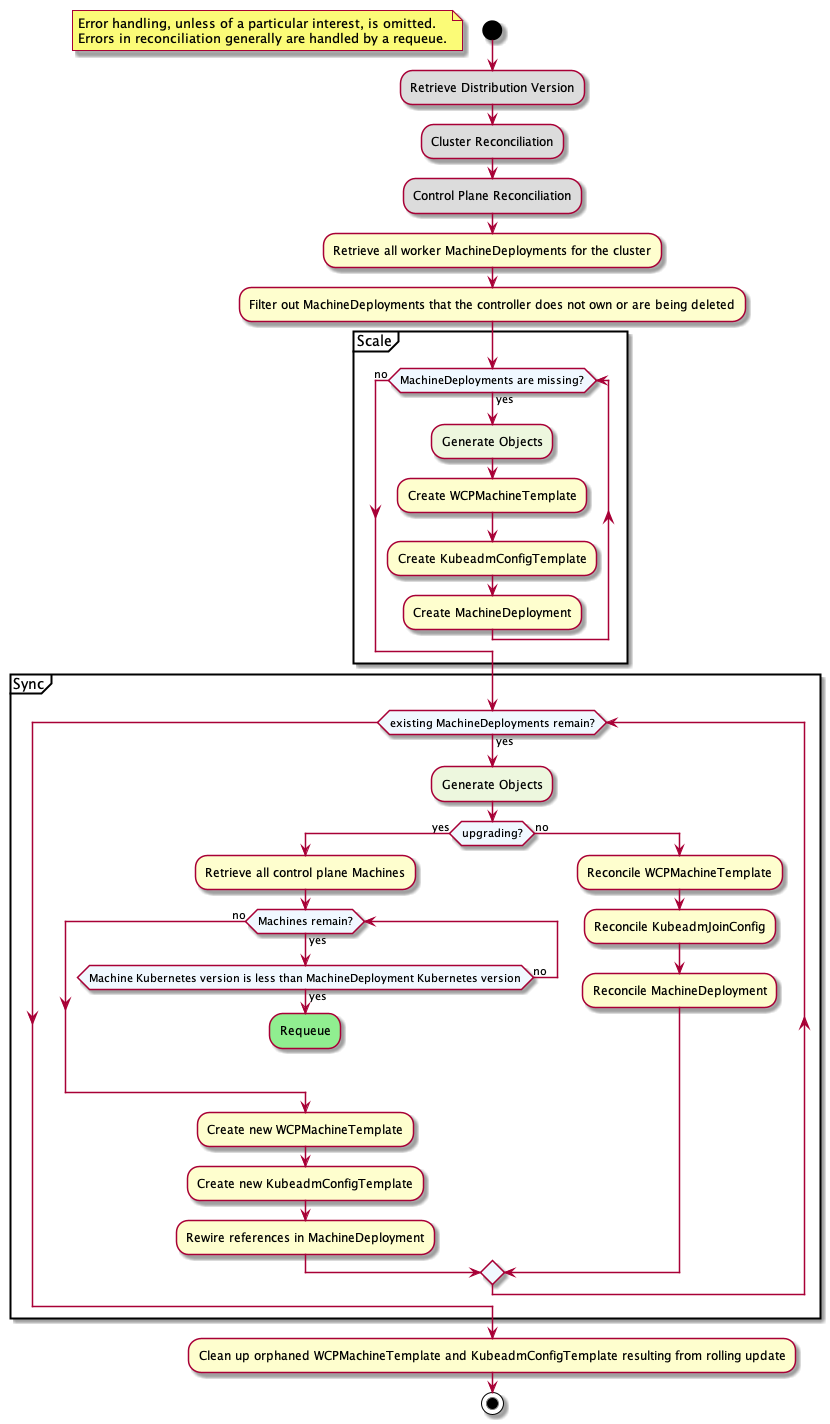 Error handling, unless of a particular interest, is omitted.
Errors in reconciliation generally are handled by a requeue.
Retrieve Distribution Version
Cluster Reconciliation
Control Plane Reconciliation
Retrieve all worker MachineDeployments for the cluster
Filter out MachineDeployments that the controller does not own or are being deleted
Scale
no
MachineDeployments are missing?
yes
Generate Objects
Create WCPMachineTemplate
Create KubeadmConfigTemplate
Create MachineDeployment
Sync
existing MachineDeployments remain?
yes
Generate Objects
yes
upgrading?
no
Retrieve all control plane Machines
no
Machines remain?
yes
Machine Kubernetes version is less than MachineDeployment Kubernetes version
no
yes
Requeue
Create new WCPMachineTemplate
Create new KubeadmConfigTemplate
Rewire references in MachineDeployment
Reconcile WCPMachineTemplate
Reconcile KubeadmJoinConfig
Reconcile MachineDeployment
Clean up orphaned WCPMachineTemplate and KubeadmConfigTemplate resulting from rolling update